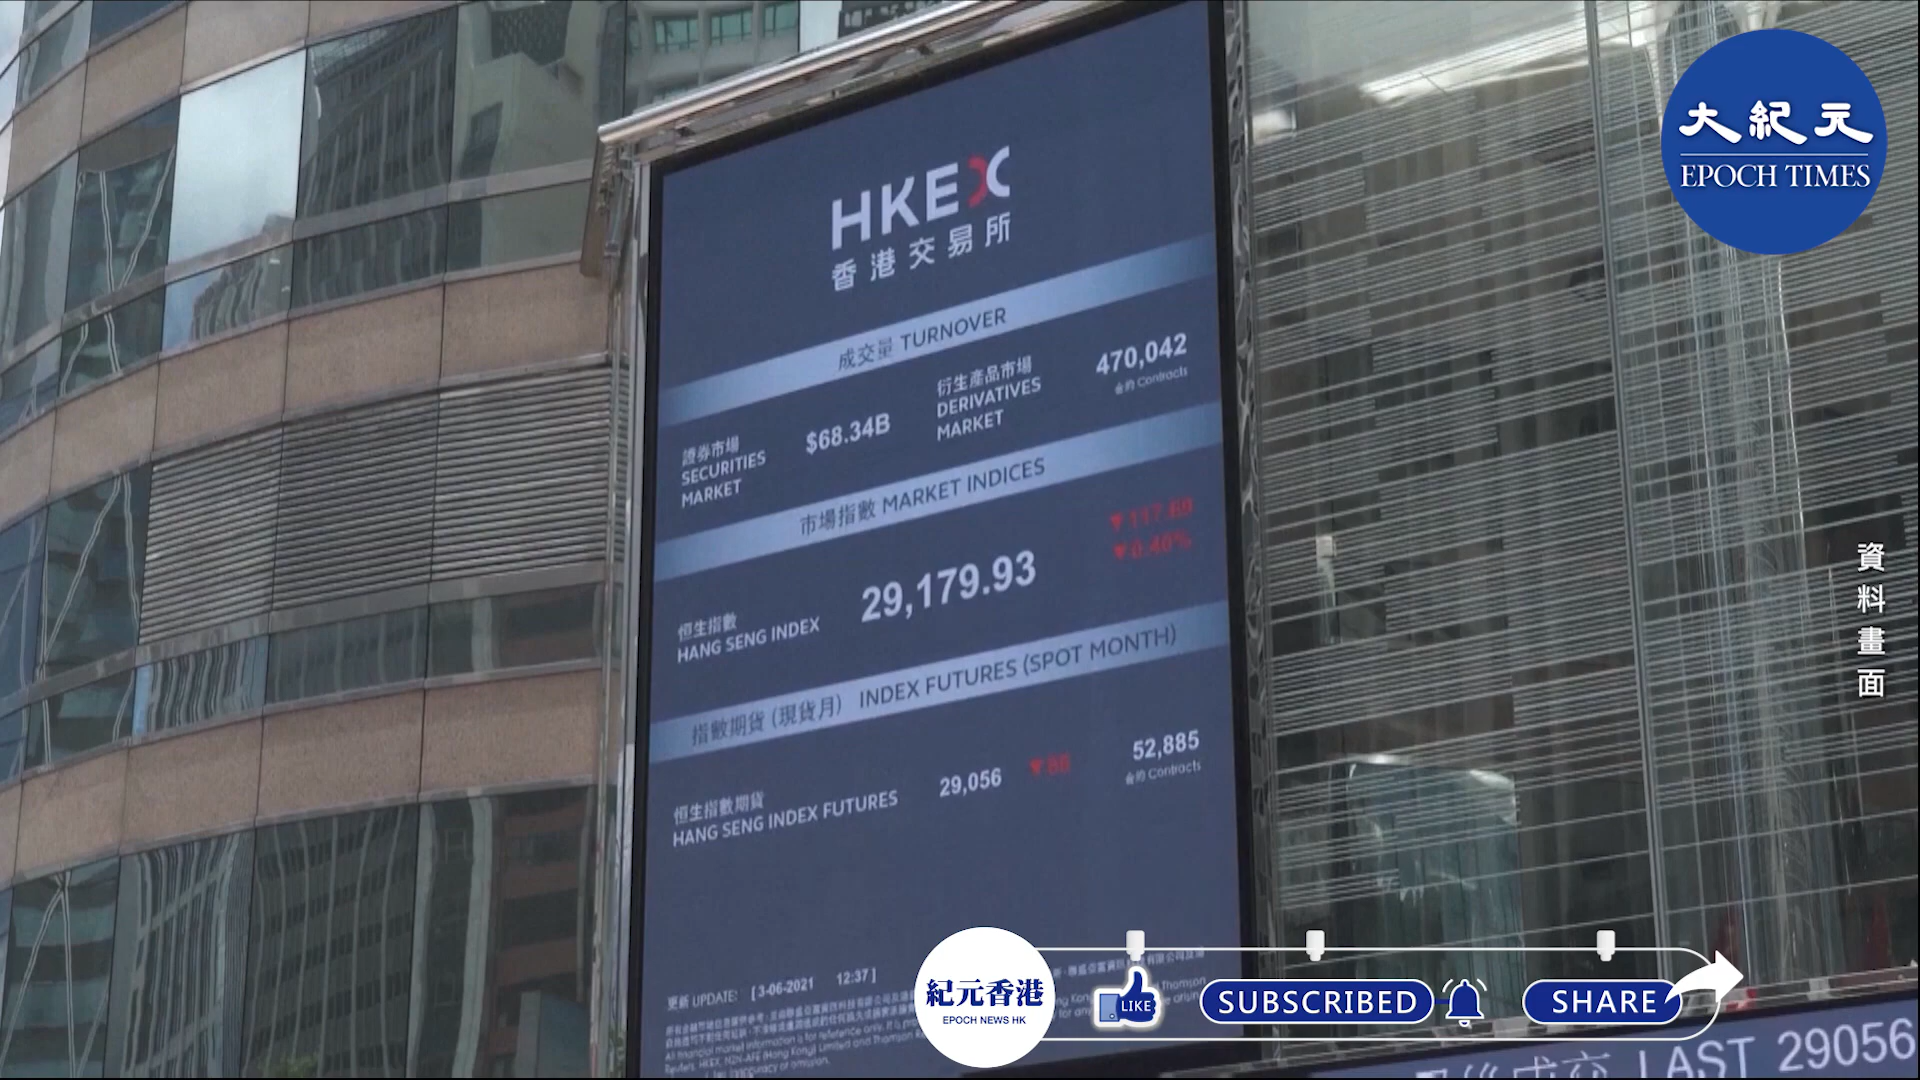 大紀元
EPOCH TIMES
HKEX
香港交易所
成交量 TURNOVER
證券市場
SECURITIES
MARKET
$68.34B
衍生產品市場
DERIVATIVES
MARKET
470,042
合約 Contracts
市場指數 MARKET INDICES
恒生指數
HANG SENG INDEX
29,179.93
▼117.69
▼0.40%
指數期貨 (現貨月) INDEX FUTURES (SPOT MONTH)
恒生指數期貨
HANG SENG INDEX FUTURES
29,056
▼88
52,885
合約 Contracts
更新 UPDATE: [ 3-06-2021 12:37 ]
資料畫面
紀元香港
EPOCH NEWS HK
LIKE
SUBSCRIBED
SHARE
LAST 29056